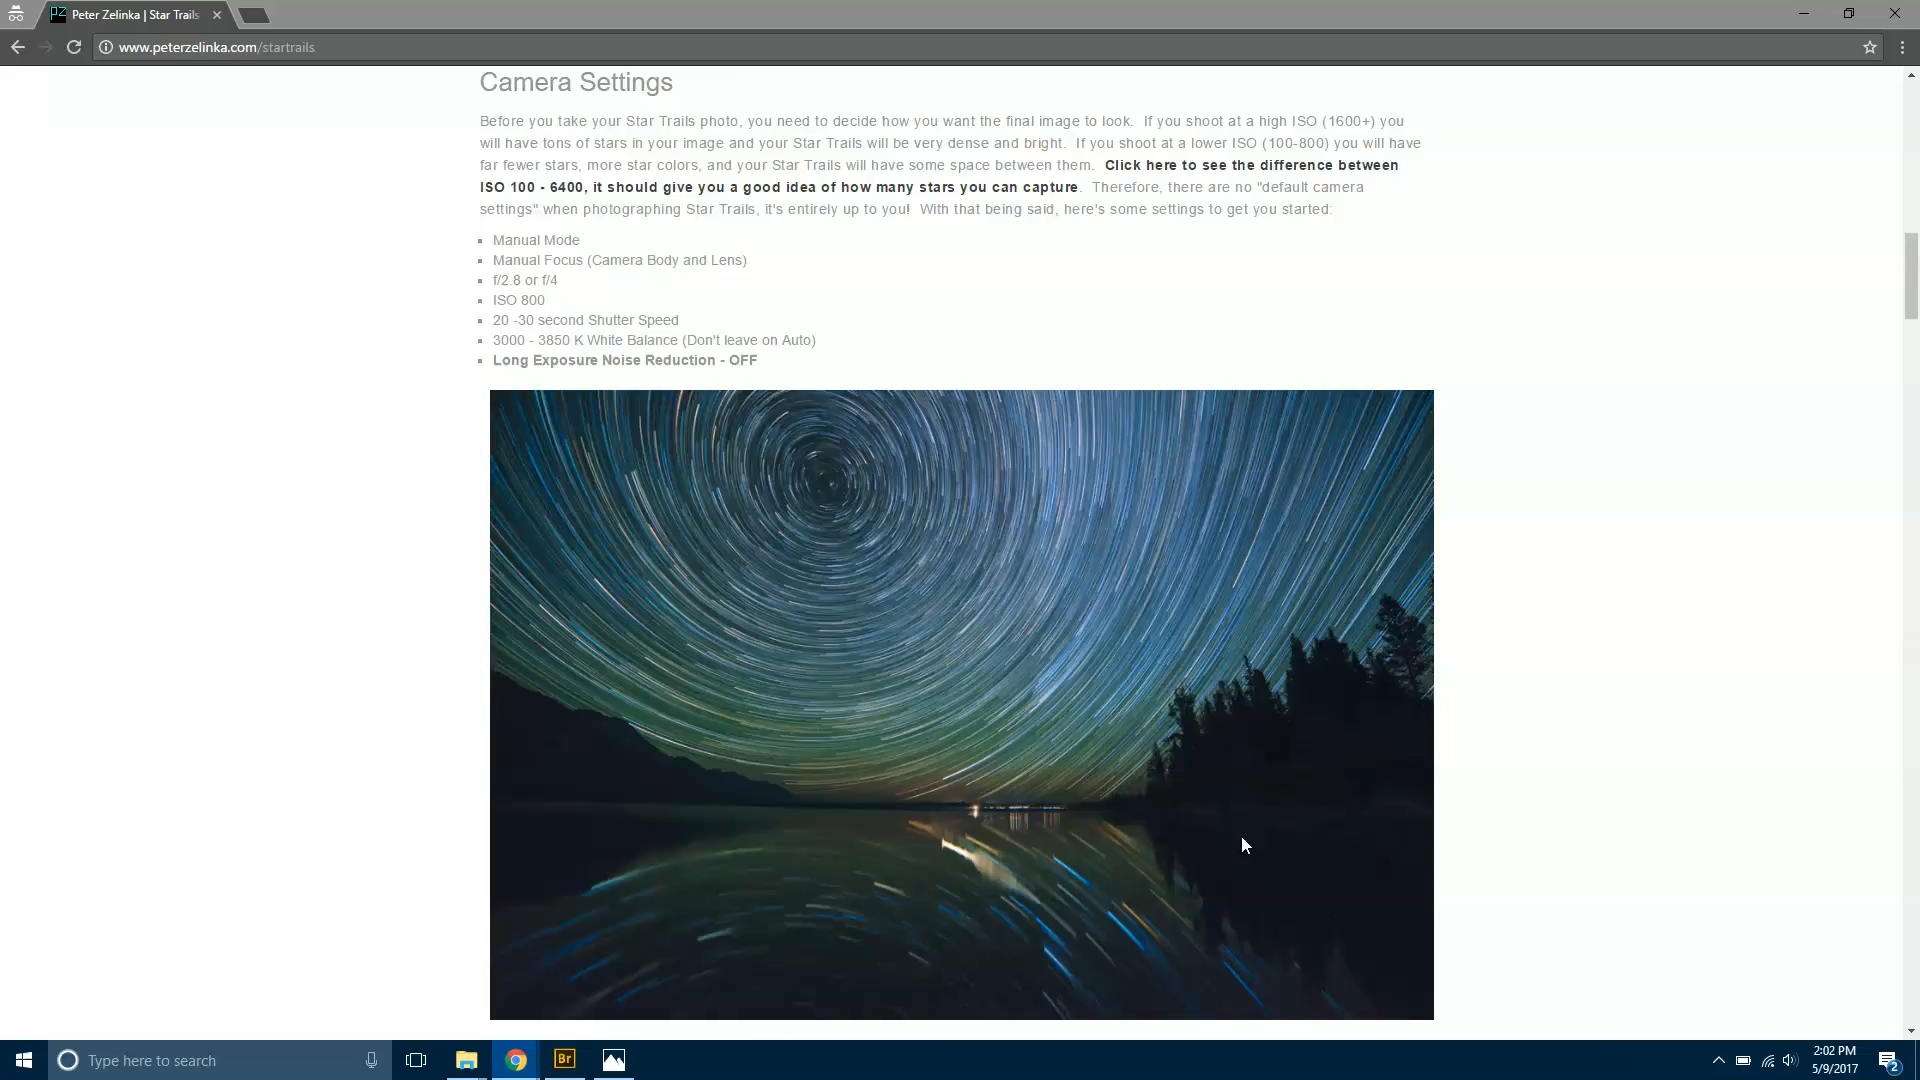 Peter Zelinka | Star Trails
www.peterzelinka.com/startrails
Camera Settings
Before you take your Star Trails photo, you need to decide how you want the final image to look.  If you shoot at a high ISO (1600+) you
will have tons of stars in your image and your Star Trails will be very dense and bright.  If you shoot at a lower ISO (100-800) you will have
far fewer stars, more star colors, and your Star Trails will have some space between them.  Click here to see the difference between
ISO 100 - 6400, it should give you a good idea of how many stars you can capture.  Therefore, there are no "default camera
settings" when photographing Star Trails, it's entirely up to you!  With that being said, here's some settings to get you started:
Manual Mode
Manual Focus (Camera Body and Lens)
f/2.8 or f/4
ISO 800
20 -30 second Shutter Speed
3000 - 3850 K White Balance (Don't leave on Auto)
Long Exposure Noise Reduction - OFF
Type here to search
Br
2:02 PM
5/9/2017
2